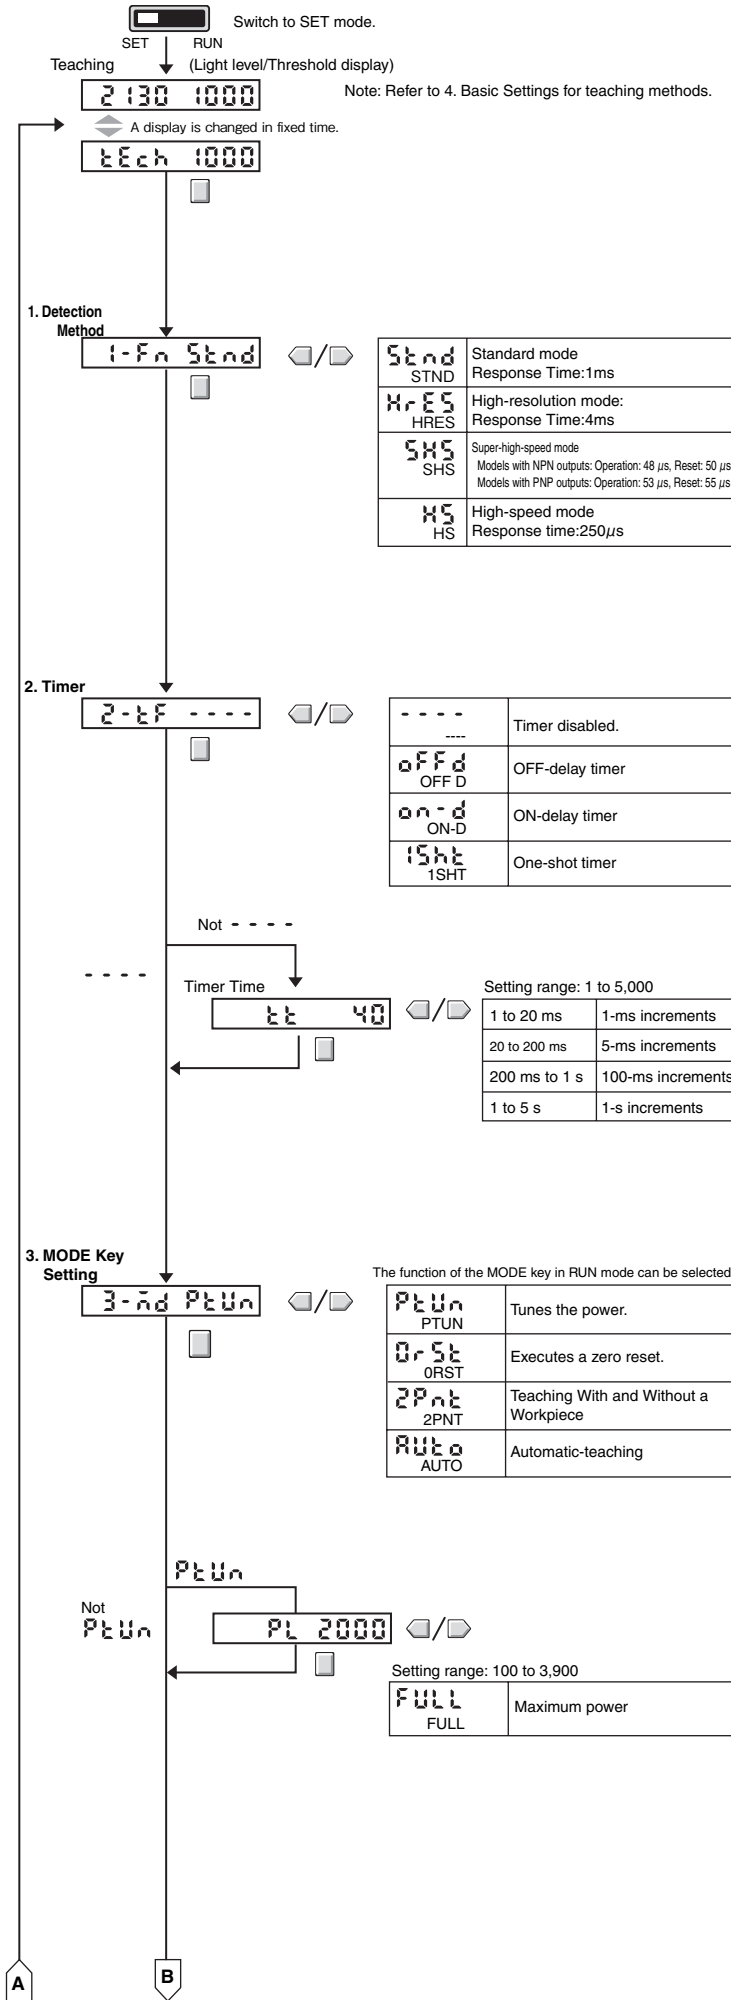 Switch to SET mode.
SET RUN
Teaching (Light level/Threshold display)
2130 1000
Note: Refer to 4. Basic Settings for teaching methods.
A display is changed in fixed time.
tEch 1000
1. Detection
Method
1-Fn Stnd
Stnd
STND
Standard mode
Response Time:1ms
HrES
HRES
High-resolution mode:
Response Time:4ms
SHS
SHS
Super-high-speed mode
Models with NPN outputs: Operation: 48 μs, Reset: 50 μs
Models with PNP outputs: Operation: 53 μs, Reset: 55 μs
HS
HS
High-speed mode
Response time:250μs
2. Timer
2-tF ----
- - - -
----
Timer disabled.
oFFd
OFF D
OFF-delay timer
on-d
ON-D
ON-delay timer
1Sht
1SHT
One-shot timer
Not - - - -
- - - -
Timer Time
tt 40
Setting range: 1 to 5,000
1 to 20 ms 1-ms increments
20 to 200 ms 5-ms increments
200 ms to 1 s 100-ms increments
1 to 5 s 1-s increments
3. MODE Key
Setting
3-md PtUn
The function of the MODE key in RUN mode can be selected
PtUn
PTUN
Tunes the power.
0rSt
0RST
Executes a zero reset.
2Pnt
2PNT
Teaching With and Without a
Workpiece
AUto
AUTO
Automatic-teaching
PtUn
Not
PtUn
PL 2000
Setting range: 100 to 3,900
FULL
FULL
Maximum power
A
B